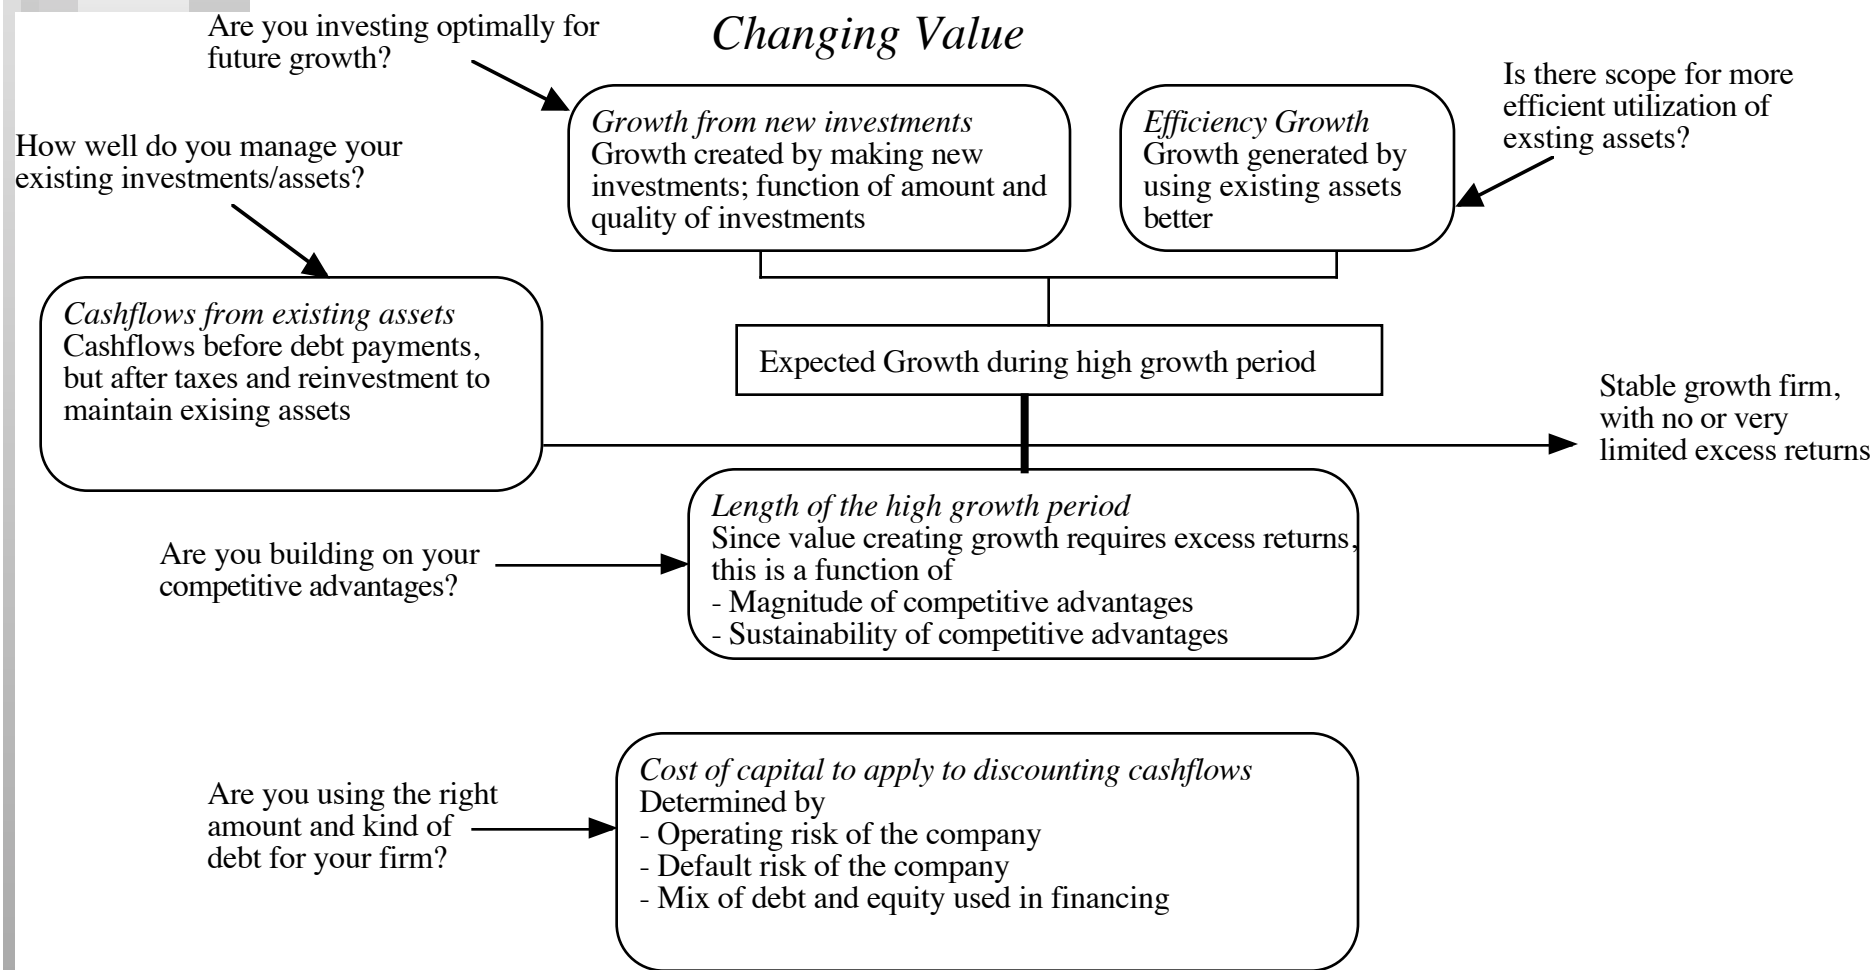 Changing Value
Are you investing optimally for
future growth?
Is there scope for more
efficient utilization of
exsting assets?
Growth from new investments
Growth created by making new
investments; function of amount and
quality of investments
Efficiency Growth
Growth generated by
using existing assets
better
How well do you manage your
existing investments/assets?
Cashflows from existing assets
Cashflows before debt payments,
but after taxes and reinvestment to
maintain exising assets
Expected Growth during high growth period
Stable growth firm,
with no or very
limited excess returns
Length of the high growth period
Since value creating growth requires excess returns,
this is a function of
- Magnitude of competitive advantages
- Sustainability of competitive advantages
Are you building on your
competitive advantages?
Cost of capital to apply to discounting cashflows
Determined by
- Operating risk of the company
- Default risk of the company
- Mix of debt and equity used in financing
Are you using the right
amount and kind of
debt for your firm?